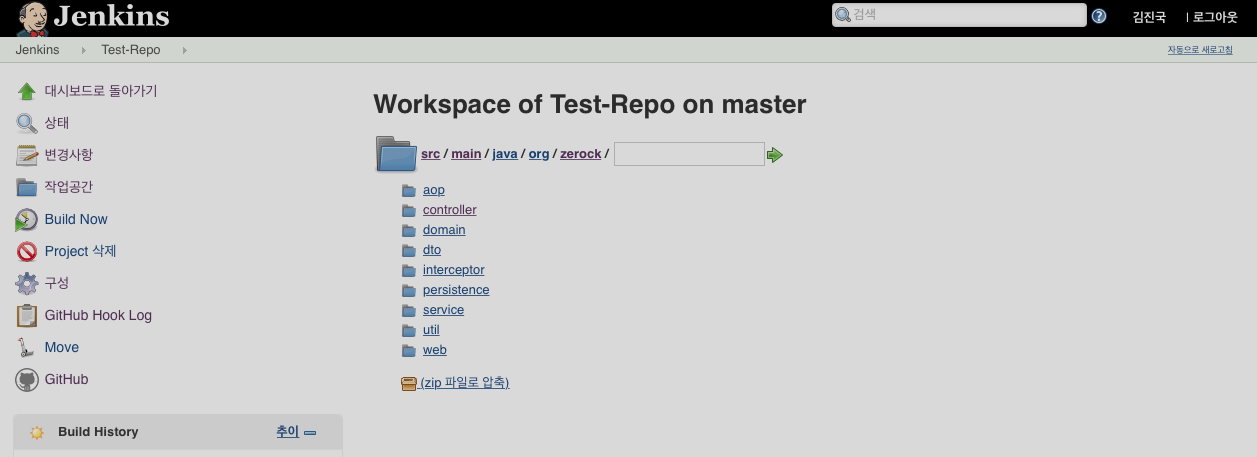 Jenkins
검색
김진국 | 로그아웃
Jenkins Test-Repo
자동으로 새로고침
대시보드로 돌아가기
상태
변경사항
작업공간
Build Now
Project 삭제
구성
GitHub Hook Log
Move
GitHub
Build History 추이
Workspace of Test-Repo on master
src / main / java / org / zerock /
aop
controller
domain
dto
interceptor
persistence
service
util
web
(zip 파일로 압축)